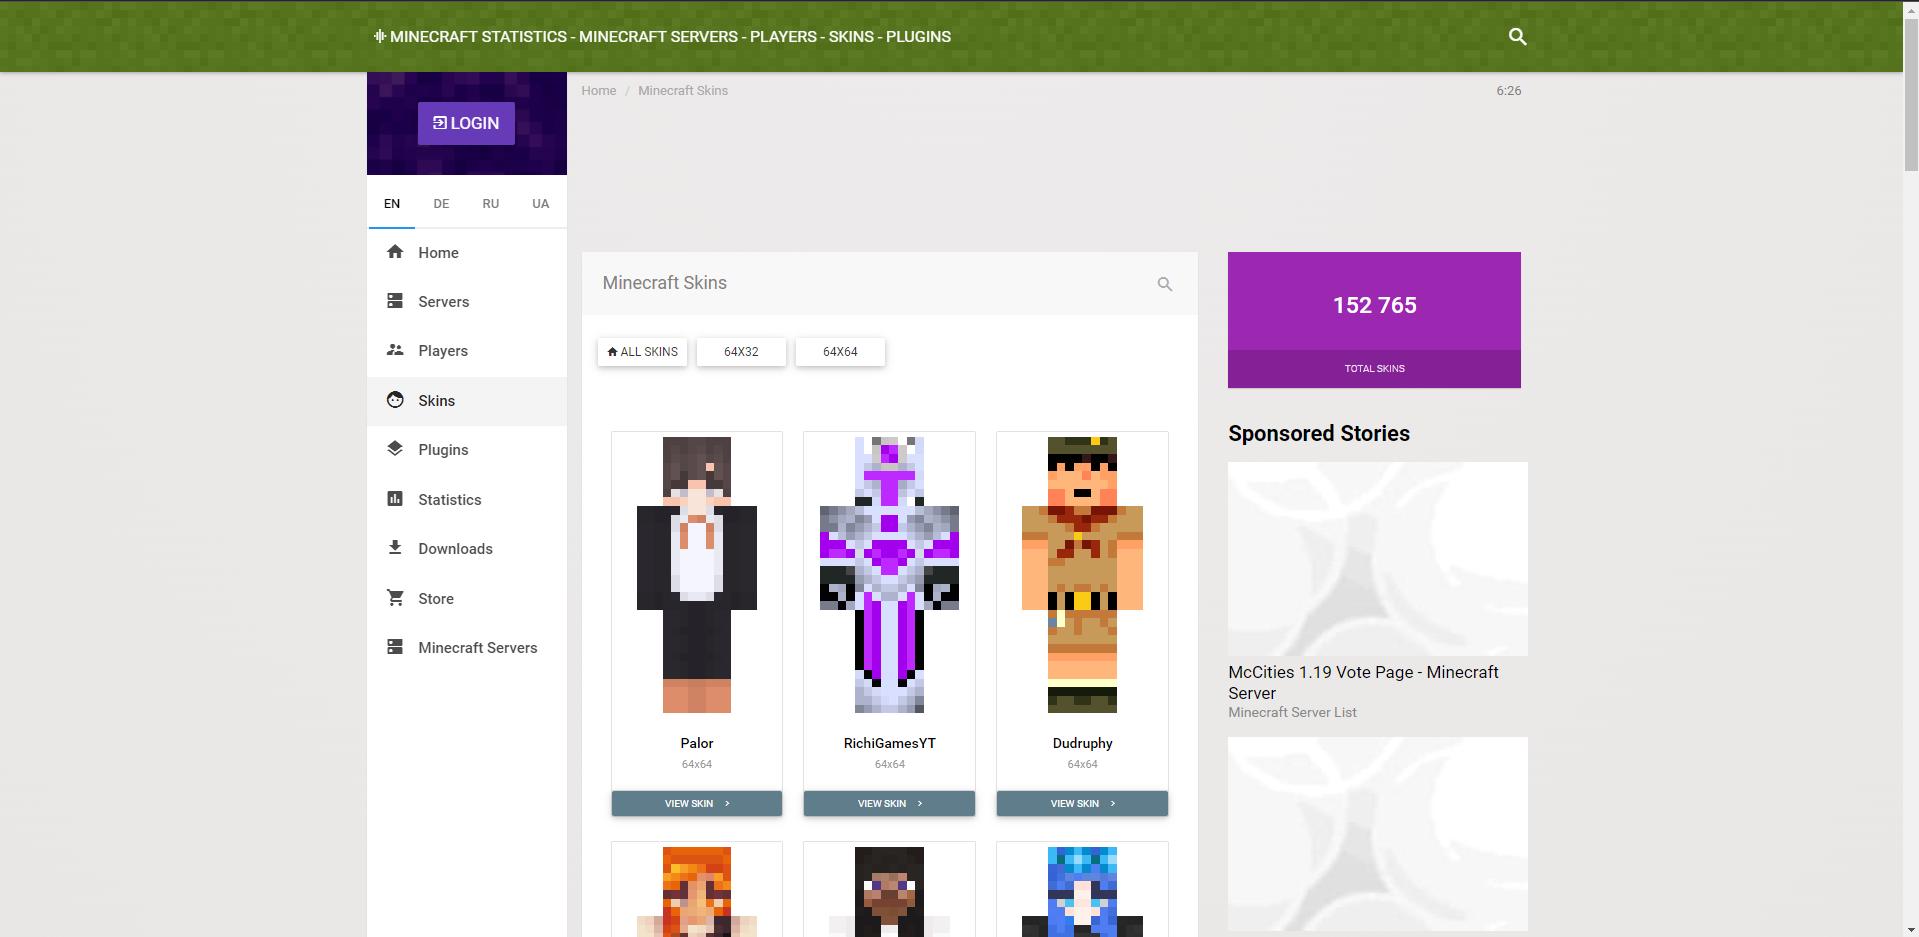 MINECRAFT STATISTICS - MINECRAFT SERVERS - PLAYERS - SKINS - PLUGINS
LOGIN
EN DE RU UA
Home
Servers
Players
Skins
Plugins
Statistics
Downloads
Store
Minecraft Servers
Home / Minecraft Skins
6:26
Minecraft Skins
ALL SKINS
64X32
64X64
Palor
64x64
VIEW SKIN
RichiGamesYT
64x64
VIEW SKIN
Dudruphy
64x64
VIEW SKIN
152 765
TOTAL SKINS
Sponsored Stories
McCities 1.19 Vote Page - Minecraft
Server
Minecraft Server List